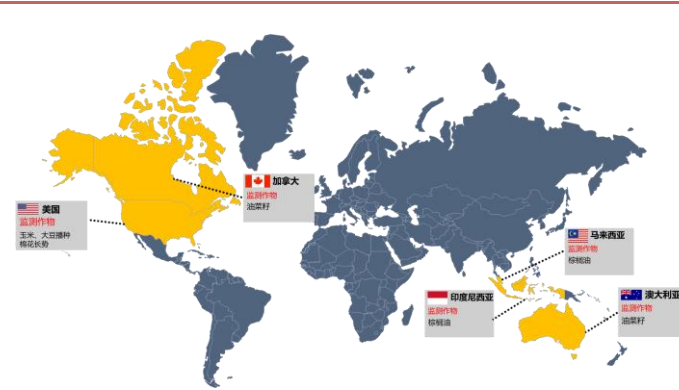 美国
监测作物
玉米、大豆播种
棉花长势
加拿大
监测作物
油菜籽
马来西亚
监测作物
棕榈油
印度尼西亚
监测作物
棕榈油
澳大利亚
监测作物
油菜籽